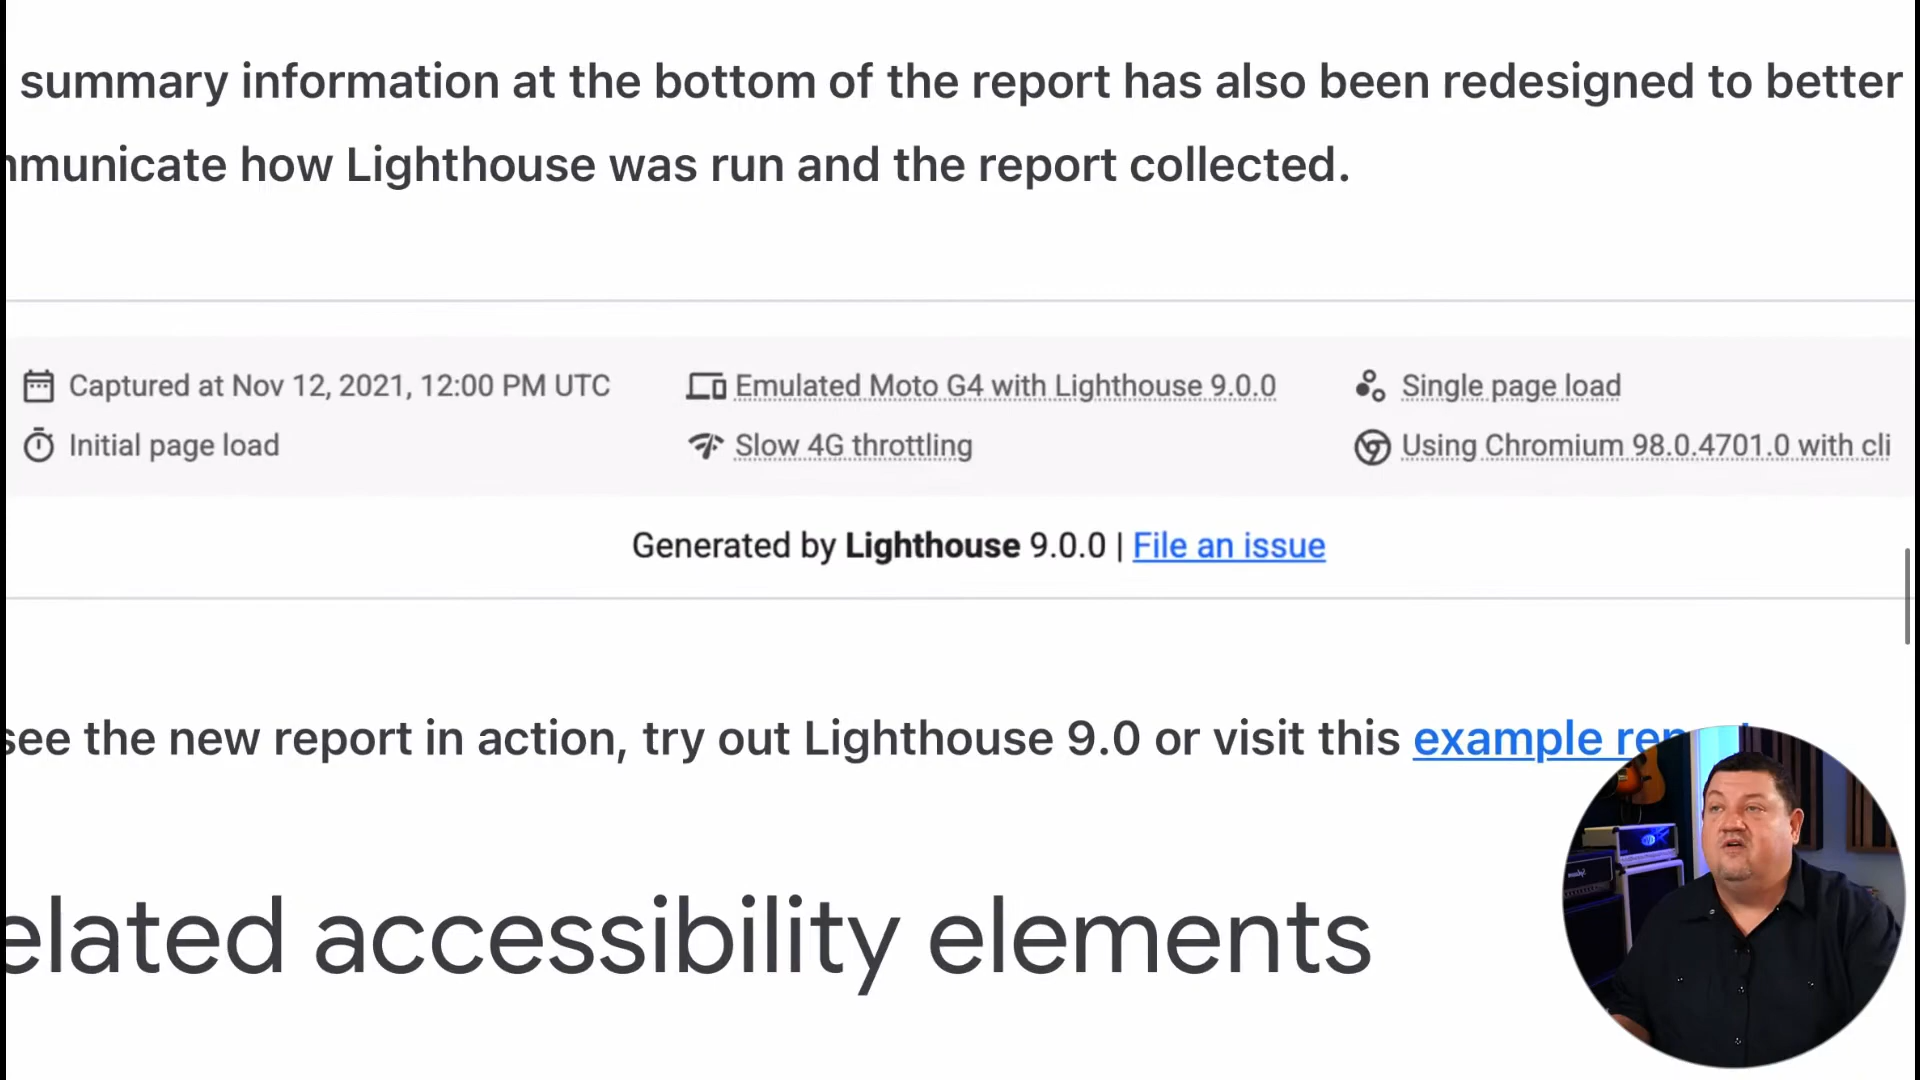 summary information at the bottom of the report has also been redesigned to better
mmunicate how Lighthouse was run and the report collected.
Captured at Nov 12, 2021, 12:00 PM UTC
Emulated Moto G4 with Lighthouse 9.0.0
Single page load
Initial page load
Slow 4G throttling
Using Chromium 98.0.4701.0 with cli
Generated by Lighthouse 9.0.0 | File an issue
see the new report in action, try out Lighthouse 9.0 or visit this example rep
elated accessibility elements